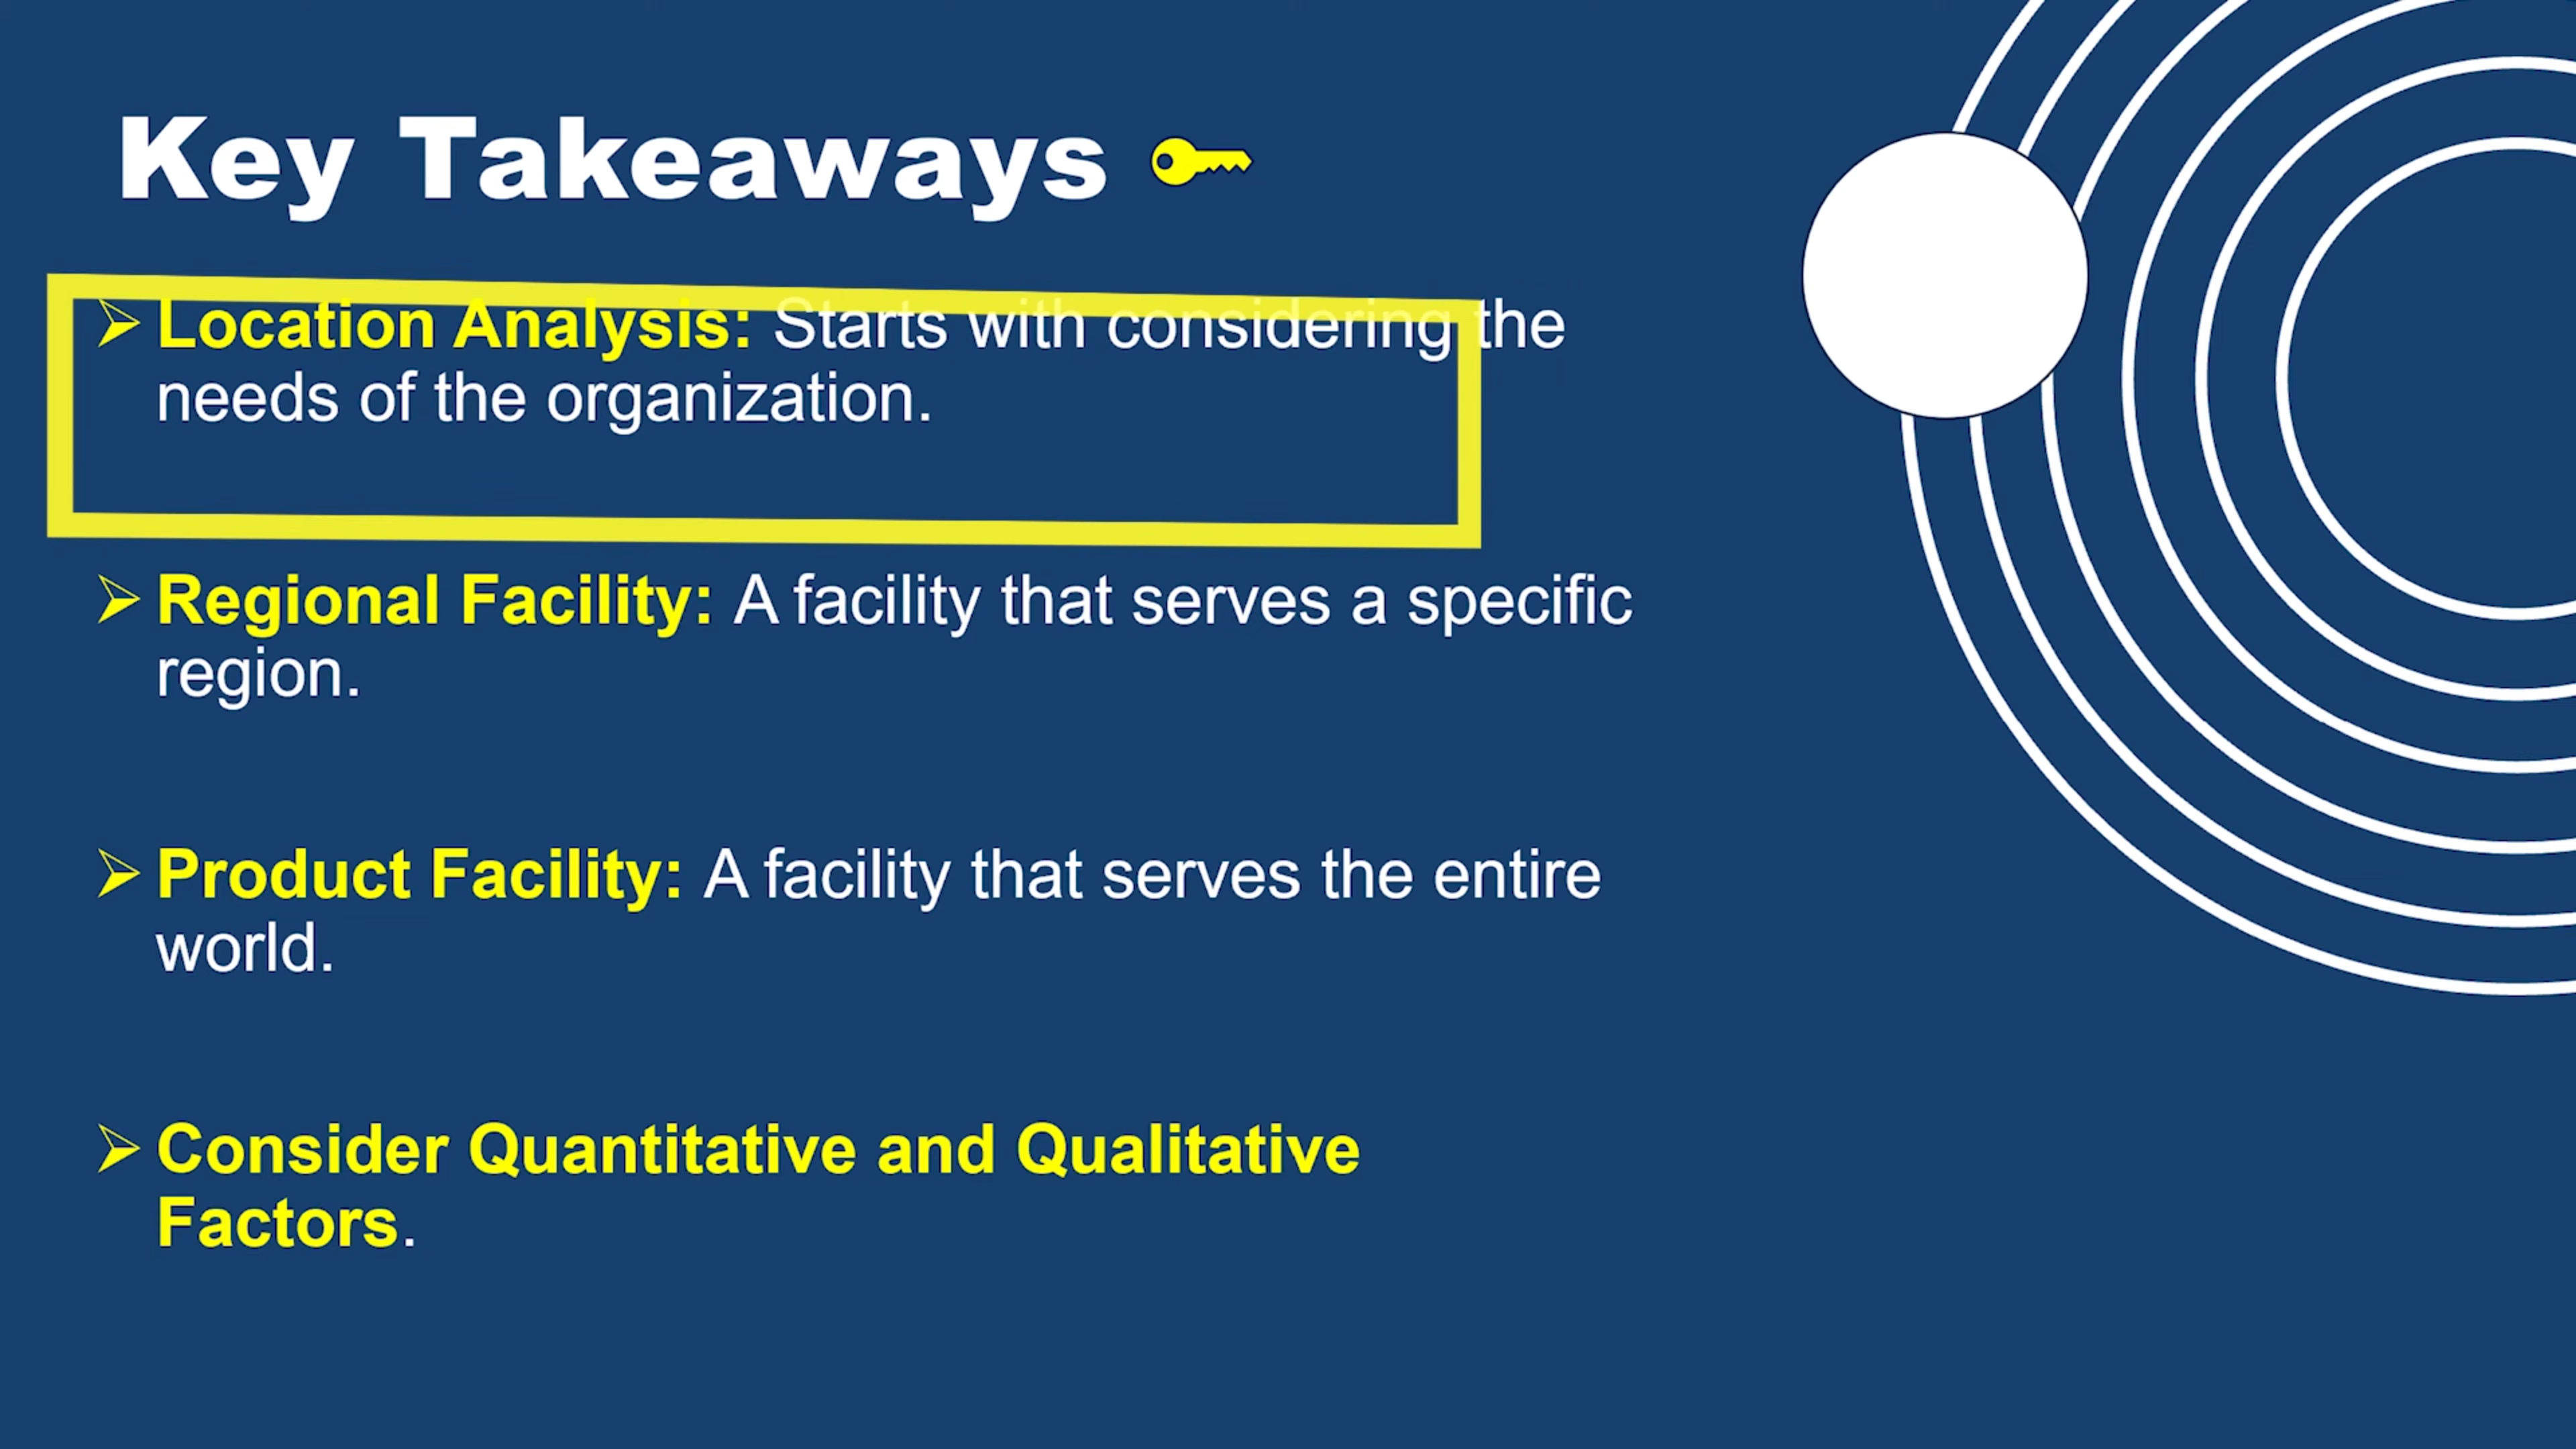 Key Takeaways
Location Analysis: Starts with considering the
needs of the organization.
Regional Facility: A facility that serves a specific
region.
Product Facility: A facility that serves the entire
world.
Consider Quantitative and Qualitative
Factors.